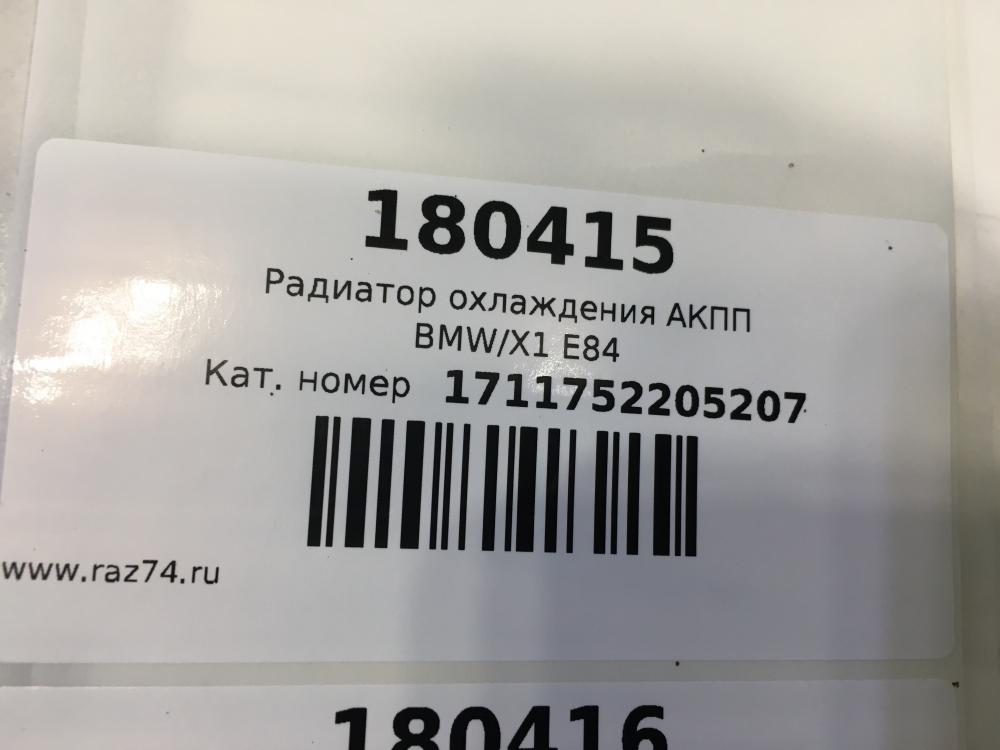 180415
Радиатор охлаждения АКПП
BMW/X1 E84
Кат. номер 1711752205207
www.raz74.ru
180416